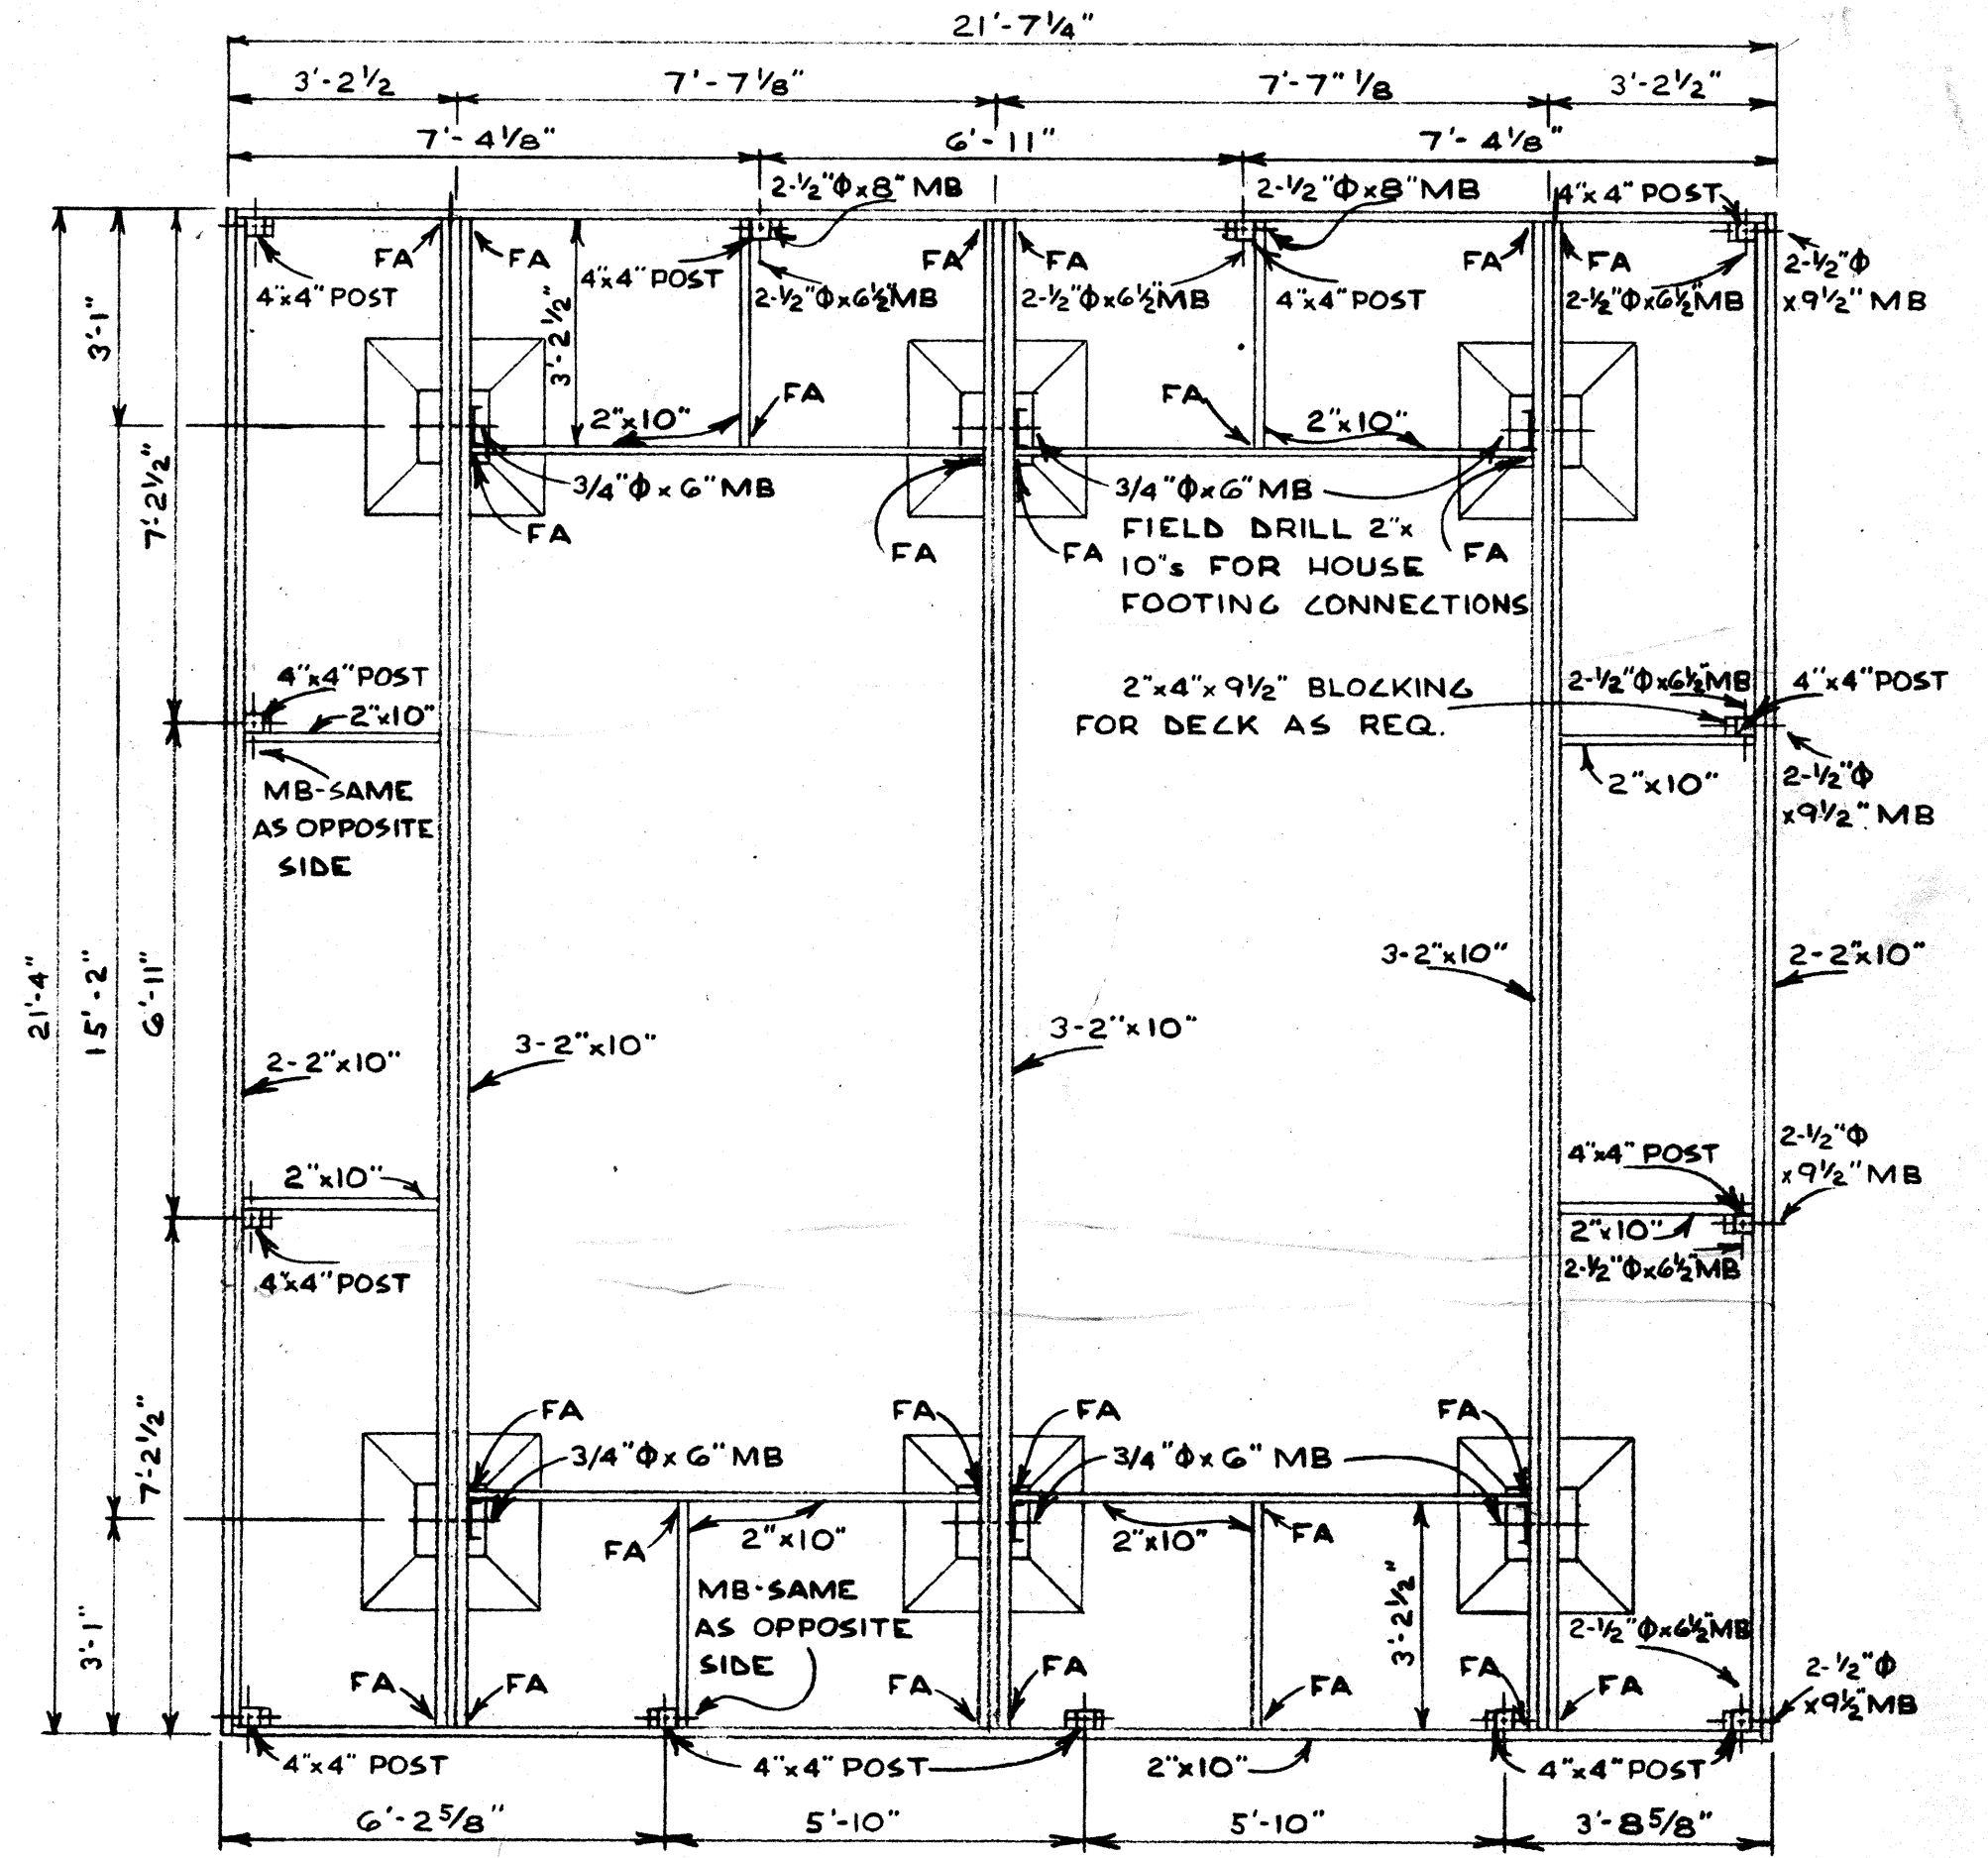 21'-7¼"
3'-2½
7'-7⅛"
7'-7"⅛
3'-2½"
7'-4⅛"
6'-11"
7'-4⅛"
2-½"Φx8" MB
2-½"Φx8"MB
4"x4" POST
FA
FA
4"x4" POST
FA
FA
FA
FA
2-½"Φ
x9½" MB
4"x4" POST
2-½"Φx6½"MB
2-½"Φx6½"MB
4"x4" POST
2-½"Φx6½"MB
3'-1"
3'-2½"
2"x10"
FA
FA
2"x10"
7'-2½"
3/4"Φx6" MB
FA
3/4"Φx6" MB
FIELD DRILL 2"x
10"s FOR HOUSE
FOOTING CONNECTIONS
FA
FA
FA
4"x4" POST
2"x10"
2"x4"x9½" BLOCKING
FOR DECK AS REQ.
2-½"Φx6½"MB
4"x4" POST
2"x10"
2-½"Φ
x9½" MB
MB-SAME
AS OPPOSITE
SIDE
21'-4"
15'-2"
6'-11"
2-2"x10"
3-2"x10"
3-2"x10"
3-2"x10"
2-2"x10"
2"x10"
4"x4" POST
4"x4" POST
2-½"Φ
x9½" MB
2"x10"
2-½"Φx6½"MB
7'-2½"
FA
3/4"Φx6" MB
FA
FA
3/4"Φx6" MB
FA
FA
2"x10"
2"x10"
FA
3'-2½"
MB-SAME
AS OPPOSITE
SIDE
3'-1"
FA
FA
FA
FA
FA
FA
FA
2-½"Φx6½"MB
2-½"Φ
x9½"MB
4"x4" POST
4"x4" POST
2"x10"
4"x4" POST
6'-2⅝"
5'-10"
5'-10"
3'-8⅝"